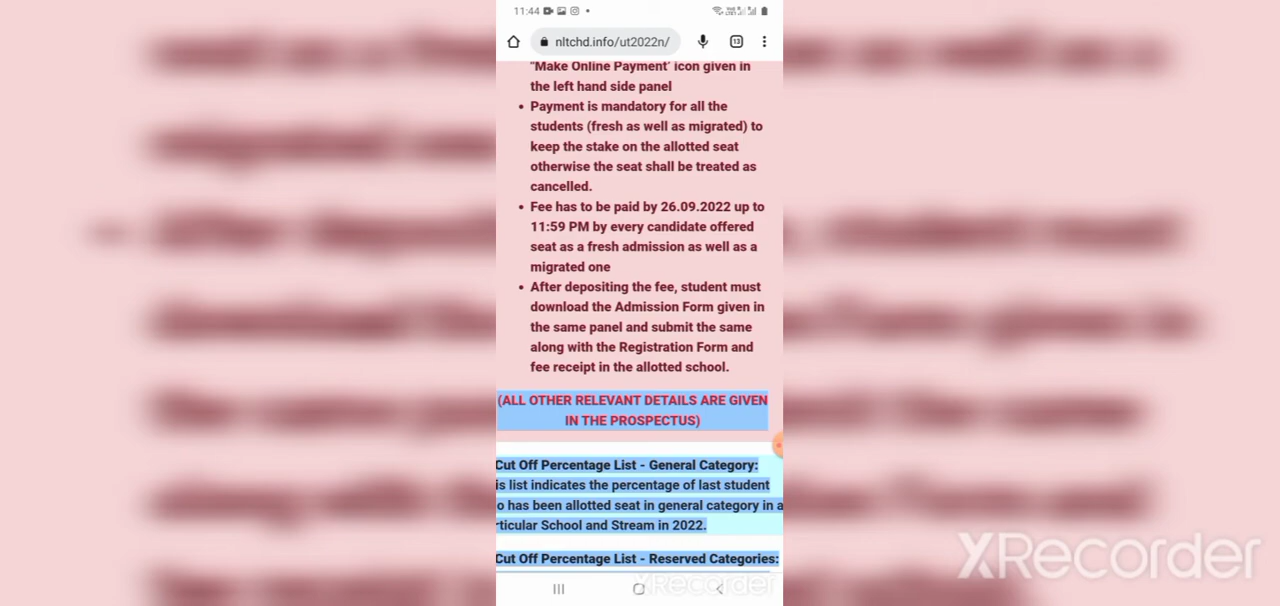 11:44
nltchd.info/ut2022n/
13
"Make Online Payment' icon given in
the left hand side panel
• Payment is mandatory for all the
students (fresh as well as migrated) to
keep the stake on the allotted seat
otherwise the seat shall be treated as
cancelled.
• Fee has to be paid by 26.09.2022 up to
11:59 PM by every candidate offered
seat as a fresh admission as well as a
migrated one
• After depositing the fee, student must
download the Admission Form given in
the same panel and submit the same
along with the Registration Form and
fee receipt in the allotted school.
(ALL OTHER RELEVANT DETAILS ARE GIVEN
IN THE PROSPECTUS)
Cut Off Percentage List - General Category:
is list indicates the percentage of last student
o has been allotted seat in general category in a
rticular School and Stream in 2022.
Cut Off Percentage List - Reserved Categories:
XRecorder
XRecorder